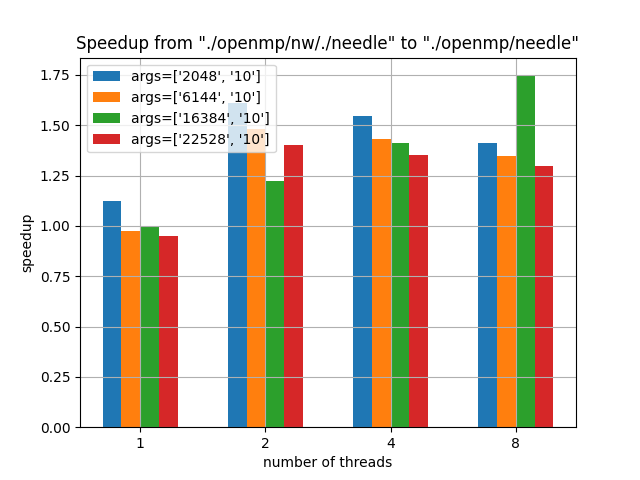 Speedup from "./openmp/nw/./needle" to "./openmp/needle"
args=['2048', '10']
args=['6144', '10']
args=['16384', '10']
args=['22528', '10']
1.75
1.50
1.25
1.00
0.75
0.50
0.25
0.00
speedup
1 2 4 8
number of threads